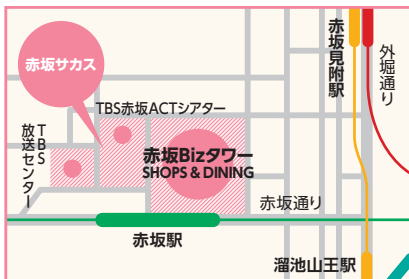 赤坂サカス
赤坂見附駅
外堀通り
TBS赤坂ACTシアター
TBS
放送センター
赤坂Bizタワー
SHOPS & DINING
赤坂通り
赤坂駅
溜池山王駅